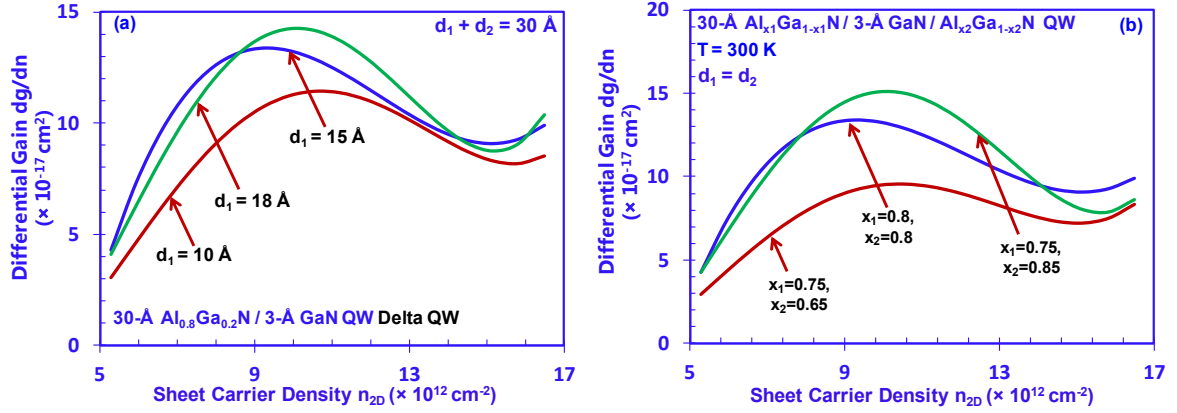 (a)
d₁ + d₂ = 30 Å
15
10
5
0
Differential Gain dg/dn
(× 10⁻¹⁷ cm²)
d₁ = 15 Å
d₁ = 18 Å
d₁ = 10 Å
30-Å Al₀.₈Ga₀.₂N / 3-Å GaN QW Delta QW
5
9
13
17
Sheet Carrier Density n₂D (× 10¹² cm⁻²)
30-Å Alₓ₁Ga₁₋ₓ₁N / 3-Å GaN / Alₓ₂Ga₁₋ₓ₂N QW
(b)
T = 300 K
d₁ = d₂
20
15
10
5
0
Differential Gain dg/dn
(× 10⁻¹⁷ cm²)
x₁=0.8,
x₂=0.8
x₁=0.75,
x₂=0.85
x₁=0.75,
x₂=0.65
5
9
13
17
Sheet Carrier Density n₂D (× 10¹² cm⁻²)